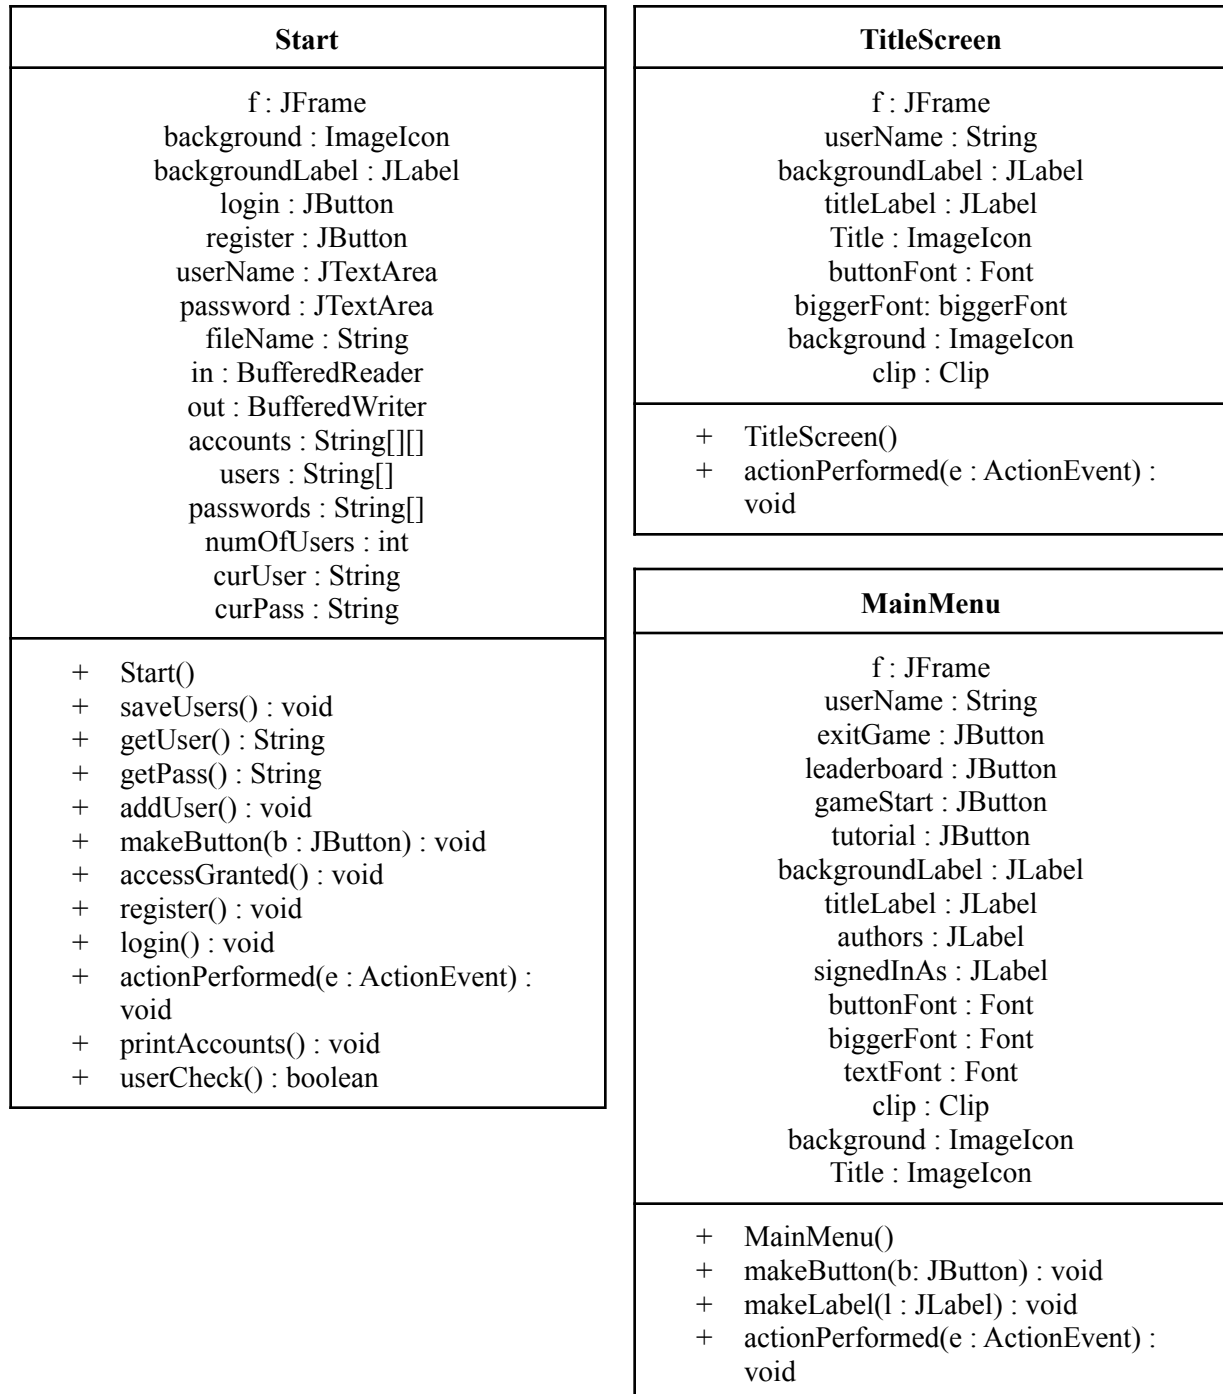 Start
f : JFrame
background : ImageIcon
backgroundLabel : JLabel
login : JButton
register : JButton
userName : JTextArea
password : JTextArea
fileName : String
in : BufferedReader
out : BufferedWriter
accounts : String[][]
users : String[]
passwords : String[]
numOfUsers : int
curUser : String
curPass : String
+ Start()
+ saveUsers() : void
+ getUser() : String
+ getPass() : String
+ addUser() : void
+ makeButton(b : JButton) : void
+ accessGranted() : void
+ register() : void
+ login() : void
+ actionPerformed(e : ActionEvent) :
void
+ printAccounts() : void
+ userCheck() : boolean
TitleScreen
f : JFrame
userName : String
backgroundLabel : JLabel
titleLabel : JLabel
Title : ImageIcon
buttonFont : Font
biggerFont: biggerFont
background : ImageIcon
clip : Clip
+ TitleScreen()
+ actionPerformed(e : ActionEvent) :
void
MainMenu
f : JFrame
userName : String
exitGame : JButton
leaderboard : JButton
gameStart : JButton
tutorial : JButton
backgroundLabel : JLabel
titleLabel : JLabel
authors : JLabel
signedInAs : JLabel
buttonFont : Font
biggerFont : Font
textFont : Font
clip : Clip
background : ImageIcon
Title : ImageIcon
+ MainMenu()
+ makeButton(b: JButton) : void
+ makeLabel(l : JLabel) : void
+ actionPerformed(e : ActionEvent) :
void